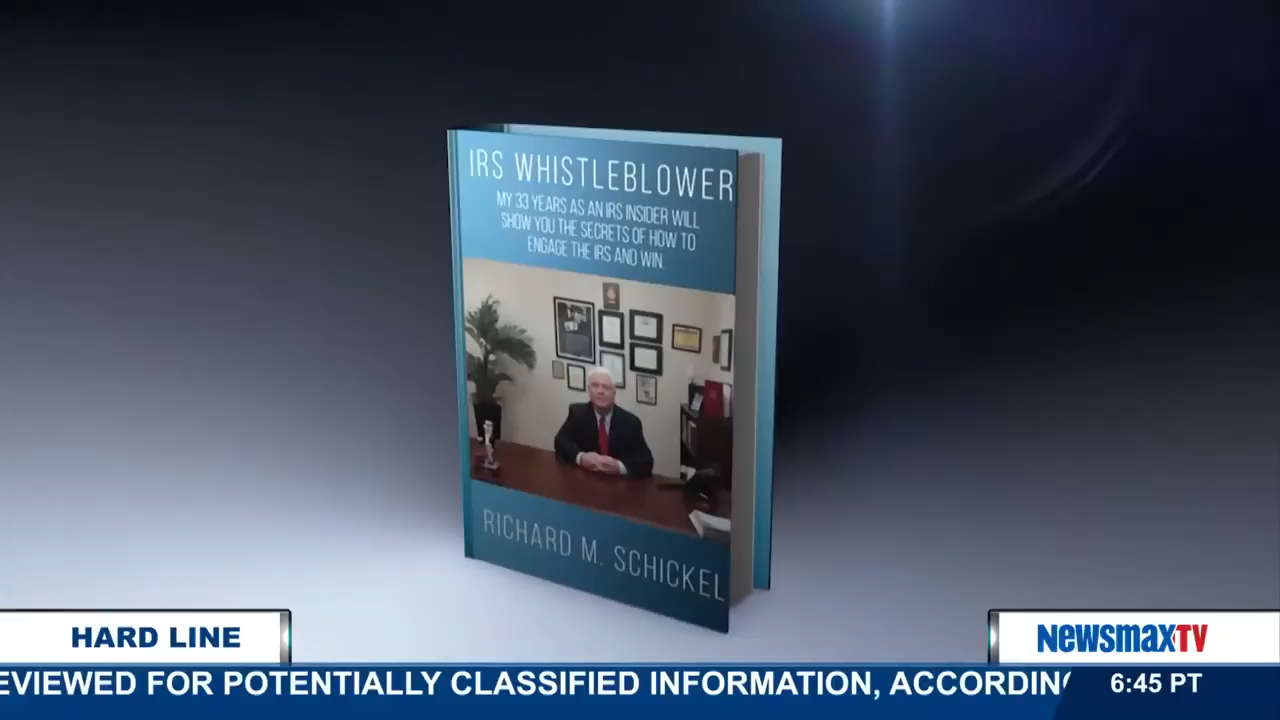 IRS WHISTLEBLOWER
MY 33 YEARS AS AN IRS INSIDER WILL
SHOW YOU THE SECRETS OF HOW TO
ENGAGE THE IRS AND WIN.
RICHARD M. SCHICKEL
HARD LINE
NEWSMAXTV
EVIEWED FOR POTENTIALLY CLASSIFIED INFORMATION, ACCORDING
6:45 PT